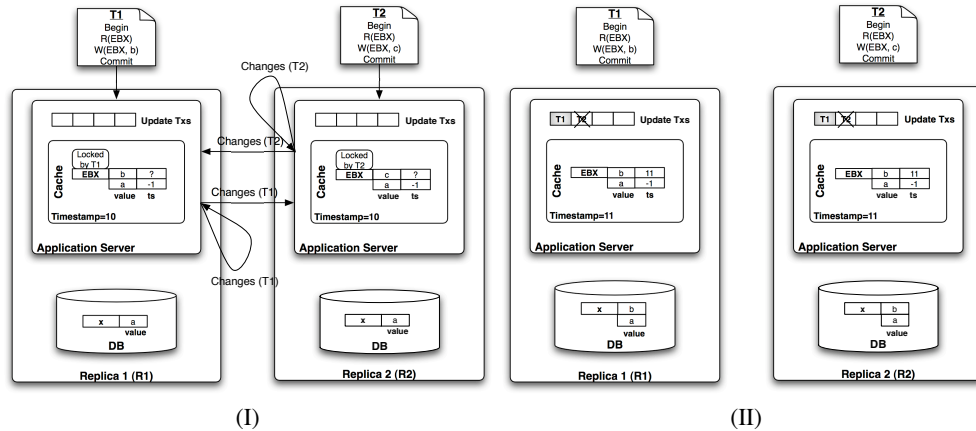 T1
Begin
R(EBX)
W(EBX, b)
Commit
T2
Begin
R(EBX)
W(EBX, c)
Commit
Changes (T2)
Update Txs
Update Txs
Changes (T2)
Cache
Locked by T1
EBX b ?
a -1
value ts
Timestamp=10
Application Server
Changes (T1)
Cache
Locked by T2
EBX c ?
a -1
value ts
Timestamp=10
Application Server
Changes (T1)
x a
value
DB
Replica 1 (R1)
x a
value
DB
Replica 2 (R2)
(I)
T1
Begin
R(EBX)
W(EBX, b)
Commit
T2
Begin
R(EBX)
W(EBX, c)
Commit
T1 T2 Update Txs
Cache
EBX b 11
a -1
value ts
Timestamp=11
Application Server
T1 T2 Update Txs
Cache
EBX b 11
a -1
value ts
Timestamp=11
Application Server
x b
a
value
DB
Replica 1 (R1)
x b
a
value
DB
Replica 2 (R2)
(II)